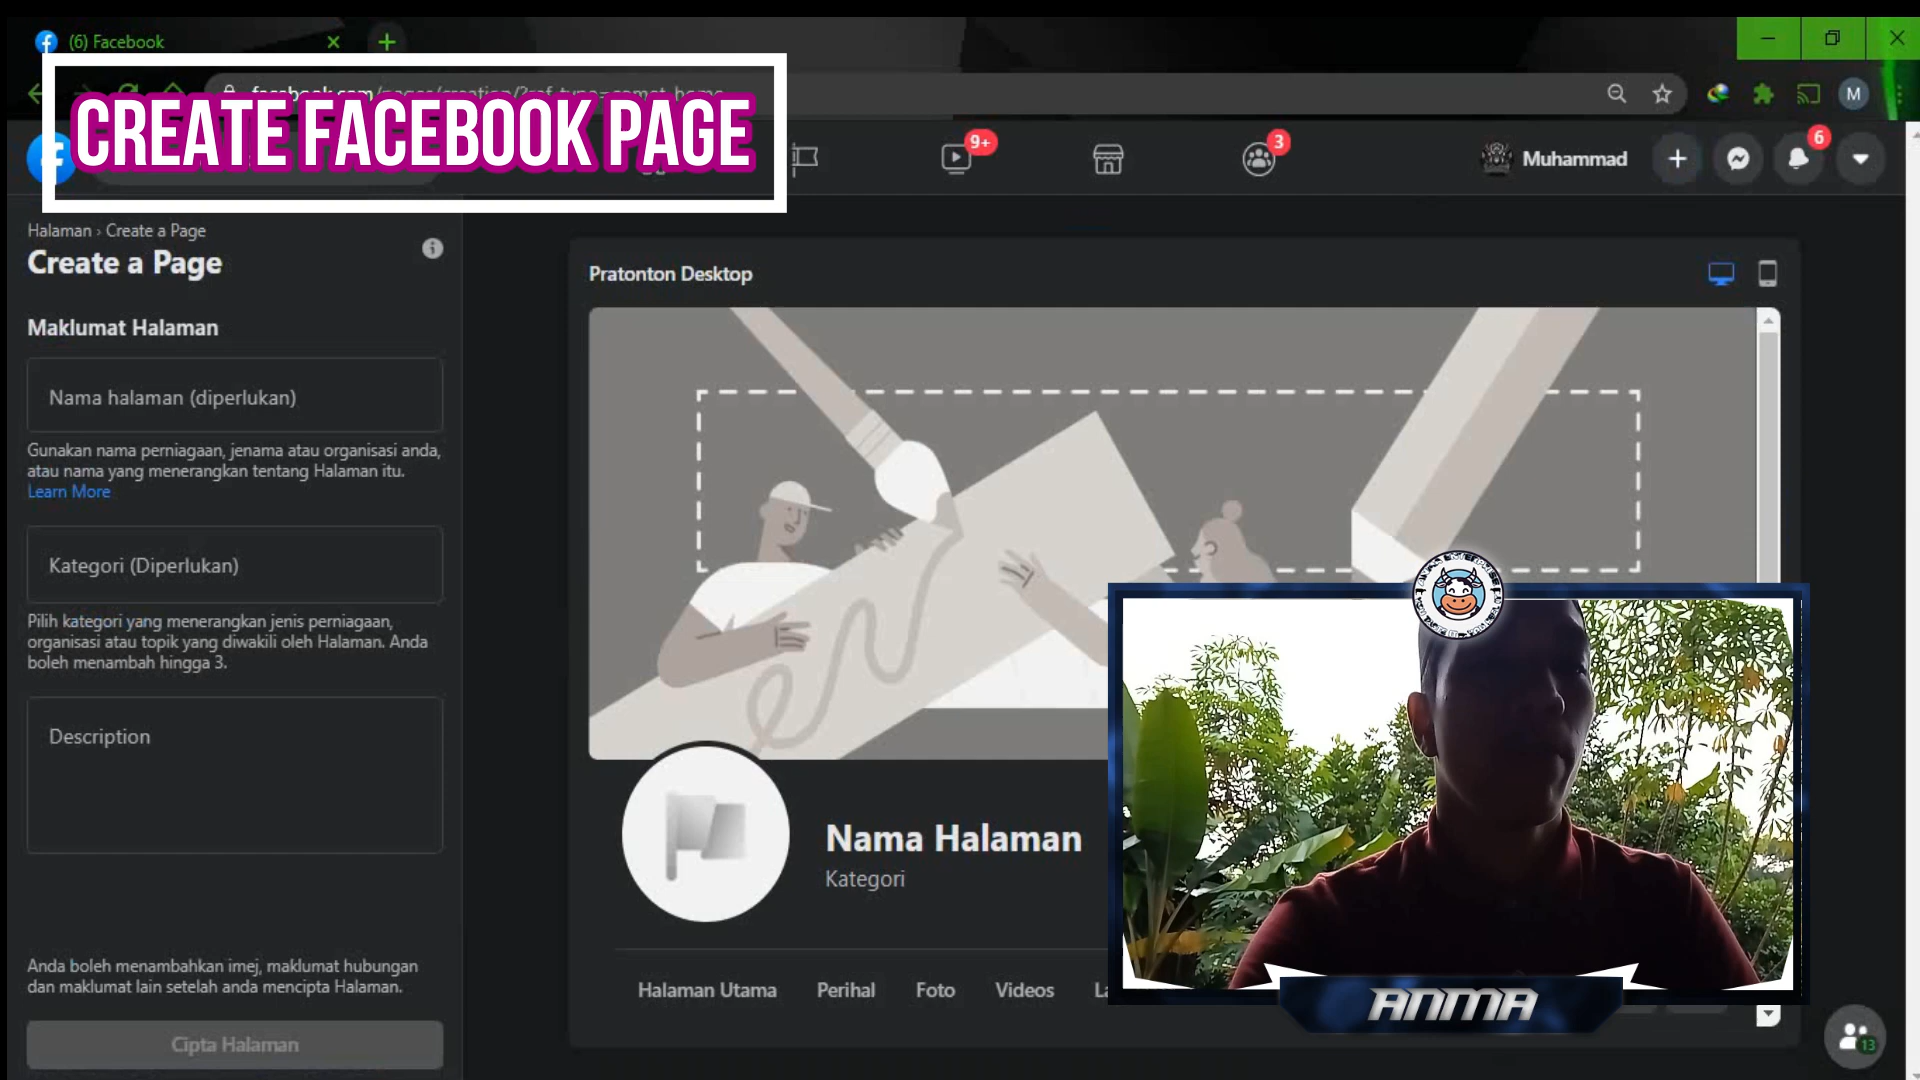 (6) Facebook
CREATE FACEBOOK PAGE
9+
3
Muhammad
6
M
Halaman › Create a Page
Create a Page
Maklumat Halaman
Nama halaman (diperlukan)
Gunakan nama perniagaan, jenama atau organisasi anda,
atau nama yang menerangkan tentang Halaman itu.
Learn More
Kategori (Diperlukan)
Pilih kategori yang menerangkan jenis perniagaan,
organisasi atau topik yang diwakili oleh Halaman. Anda
boleh menambah hingga 3.
Description
Anda boleh menambahkan imej, maklumat hubungan
dan maklumat lain setelah anda mencipta Halaman.
Cipta Halaman
Pratonton Desktop
Nama Halaman
Kategori
Halaman Utama Perihal Foto Videos
ANMA
13